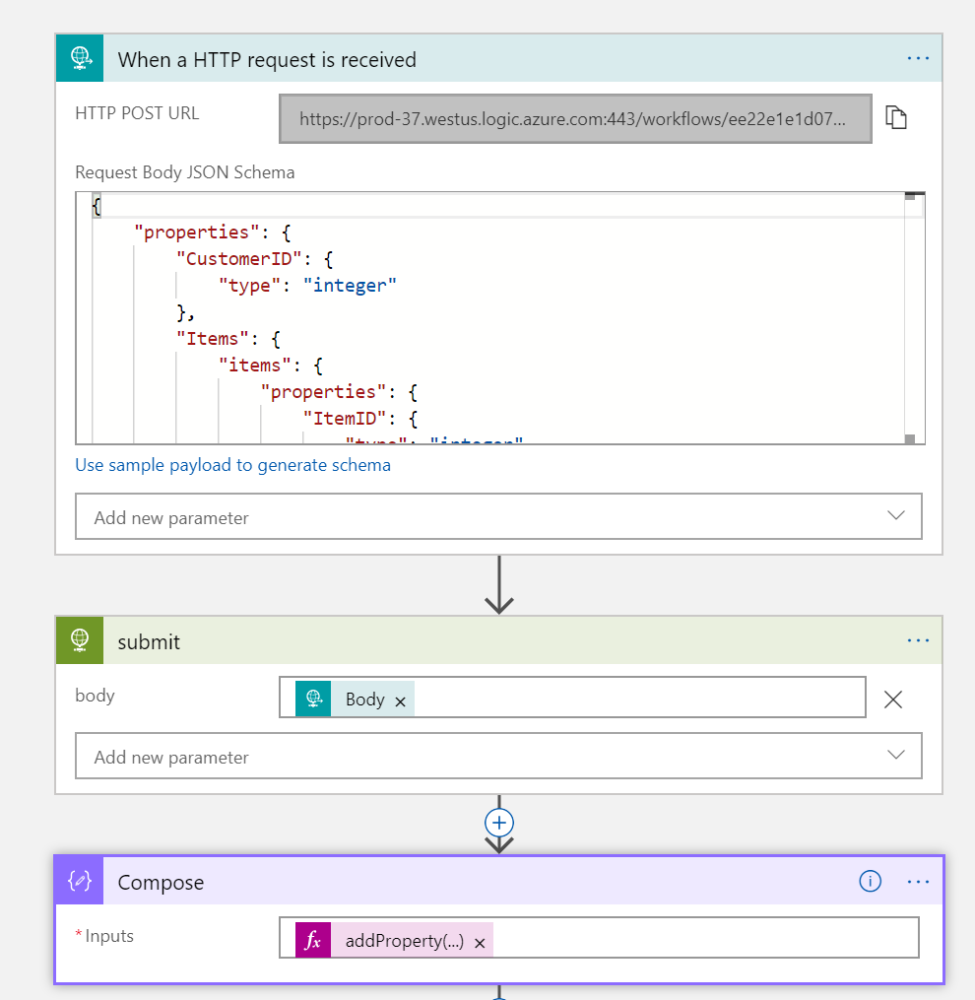 When a HTTP request is received
HTTP POST URL
https://prod-37.westus.logic.azure.com:443/workflows/ee22e1e1d07...
Request Body JSON Schema
{
"properties": {
"CustomerID": {
"type": "integer"
},
"Items": {
"items": {
"properties": {
"ItemID": {
"type": "integer"
Use sample payload to generate schema
Add new parameter
submit
body
Body ×
Add new parameter
Compose
*Inputs
fx addProperty(...) ×